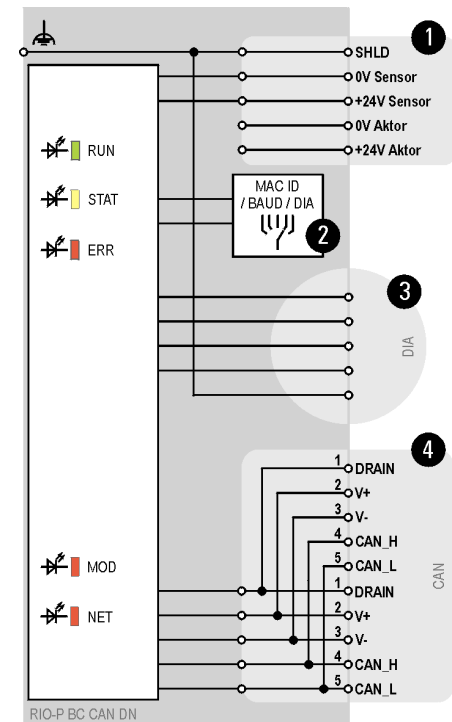 1
SHLD
0V Sensor
+24V Sensor
0V Aktor
+24V Aktor
RUN
STAT
ERR
MAC ID
/ BAUD / DIA
2
3
DIA
4
1 DRAIN
2 V+
3 V-
4 CAN_H
5 CAN_L
1 DRAIN
2 V+
3 V-
4 CAN_H
5 CAN_L
CAN
MOD
NET
RIO-P BC CAN DN